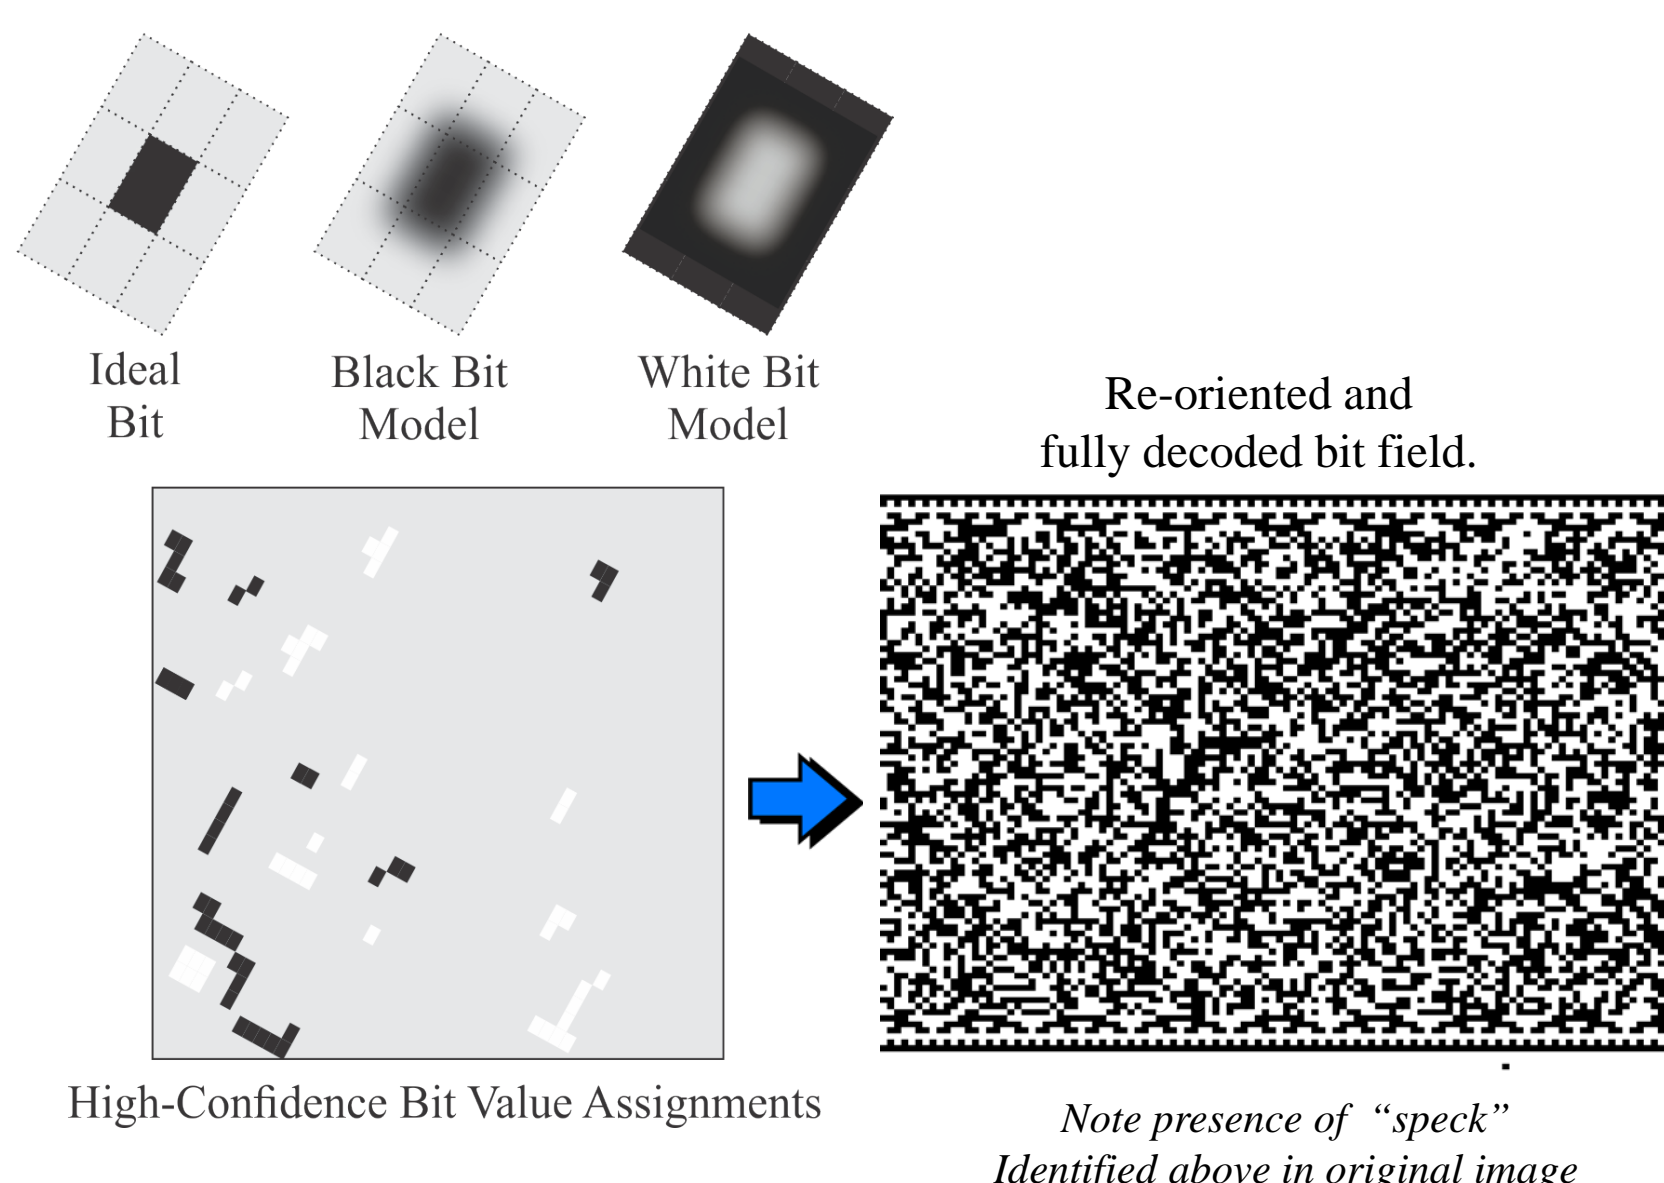 Ideal
Bit
Black Bit
Model
White Bit
Model
Re-oriented and
fully decoded bit field.
High-Confidence Bit Value Assignments
Note presence of “speck”
Identified above in original image